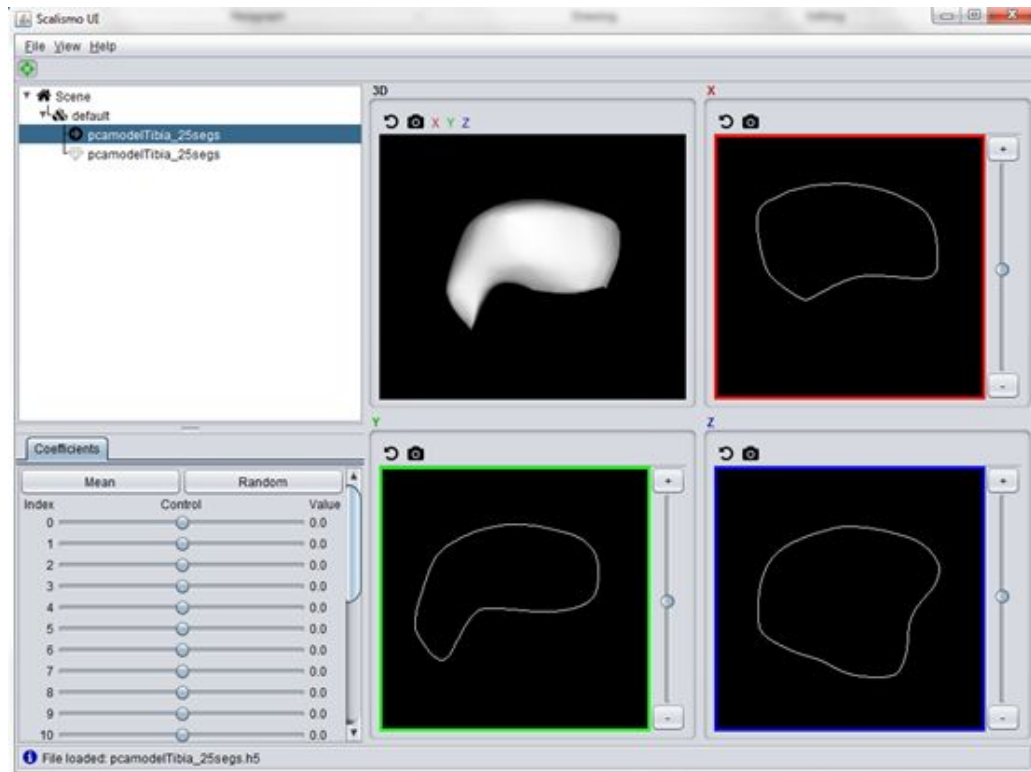 Scalismo UI
File View Help
Scene
default
pcamodelTibia_25segs
pcamodelTibia_25segs
3D
X Y Z
X
+
-
Y
+
-
Z
+
-
Coefficients
Mean Random
Index Control Value
0 0.0
1 0.0
2 0.0
3 0.0
4 0.0
5 0.0
6 0.0
7 0.0
8 0.0
9 0.0
10 0.0
File loaded: pcamodelTibia_25segs.h5